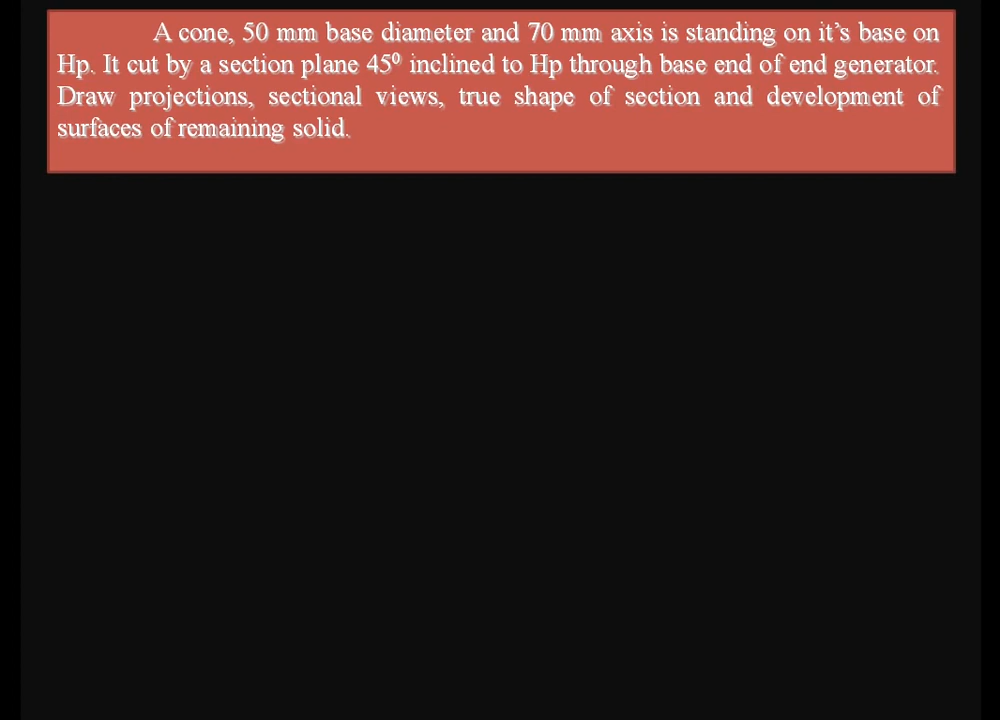 A cone, 50 mm base diameter and 70 mm axis is standing on it's base on
Hp. It cut by a section plane 45⁰ inclined to Hp through base end of end generator.
Draw projections, sectional views, true shape of section and development of
surfaces of remaining solid.